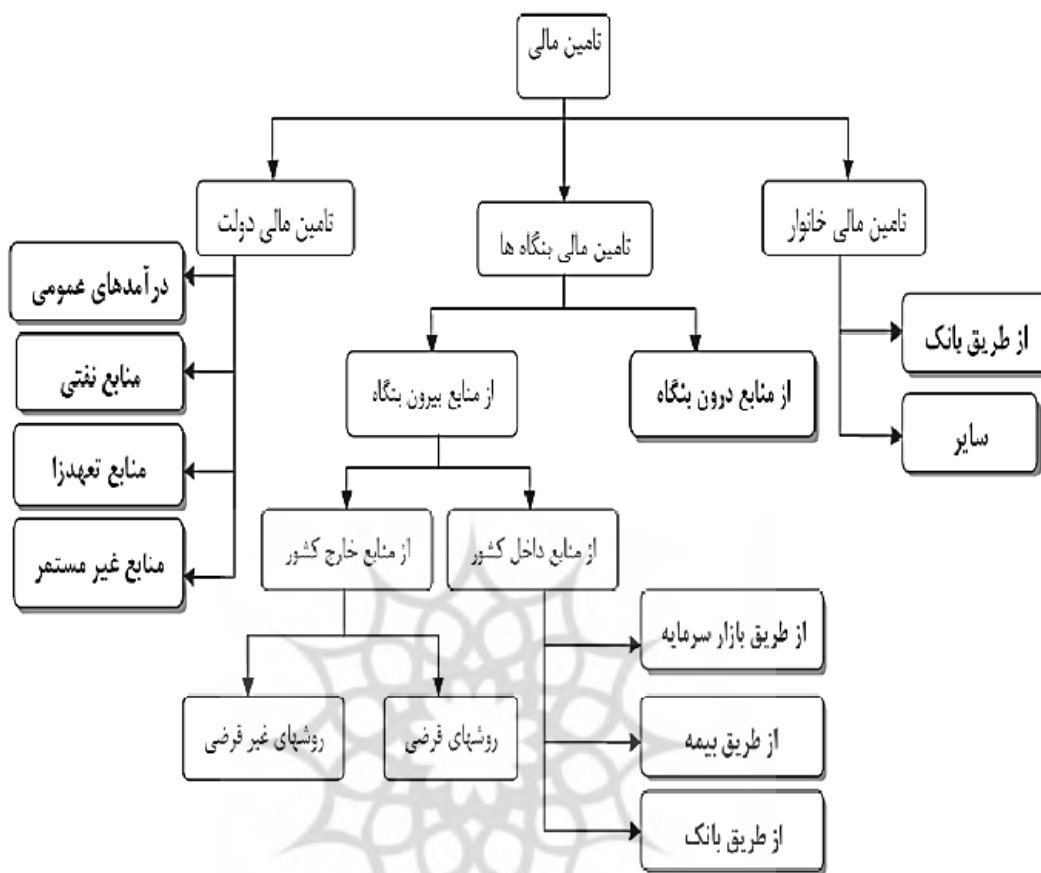 تامین مالی
تامین مالی خانوار
تامین مالی بنگاه ها
تامین مالی دولت
از طریق بانک
سایر
از منابع درون بنگاه
از منابع بیرون بنگاه
از منابع داخل کشور
از منابع خارج کشور
از طریق بازار سرمایه
از طریق بیمه
از طریق بانک
روشهای قرضی
روشهای غیر قرضی
درآمدهای عمومی
منابع نفتی
منابع تعهدزا
منابع غیر مستمر